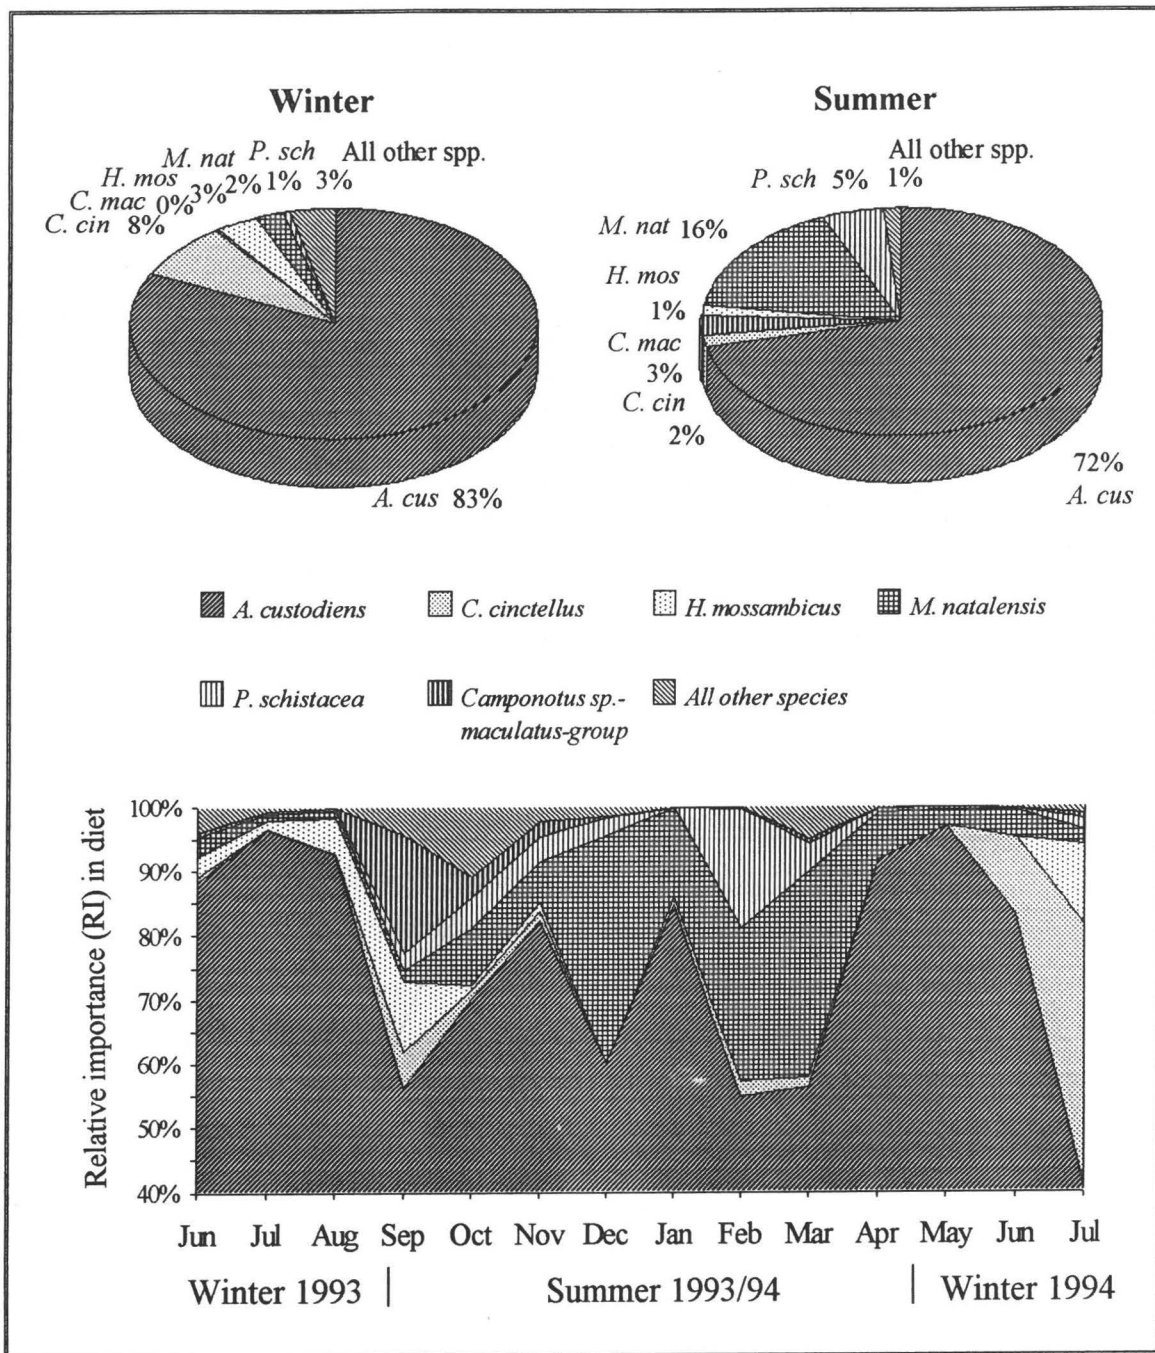 Winter
Summer
M. nat P. sch All other spp.
H. mos 3% 2% 1% 3%
C. mac 0%
C. cin 8%
A. cus 83%
All other spp.
P. sch 5% 1%
M. nat 16%
H. mos
1%
C. mac
3%
C. cin
2%
72%
A. cus
A. custodiens
C. cinctellus
H. mossambicus
M. natalensis
P. schistacea
Camponotus sp.-
maculatus-group
All other species
Relative importance (RI) in diet
100%
90%
80%
70%
60%
50%
40%
Jun Jul Aug Sep Oct Nov Dec Jan Feb Mar Apr May Jun Jul
Winter 1993 | Summer 1993/94 | Winter 1994